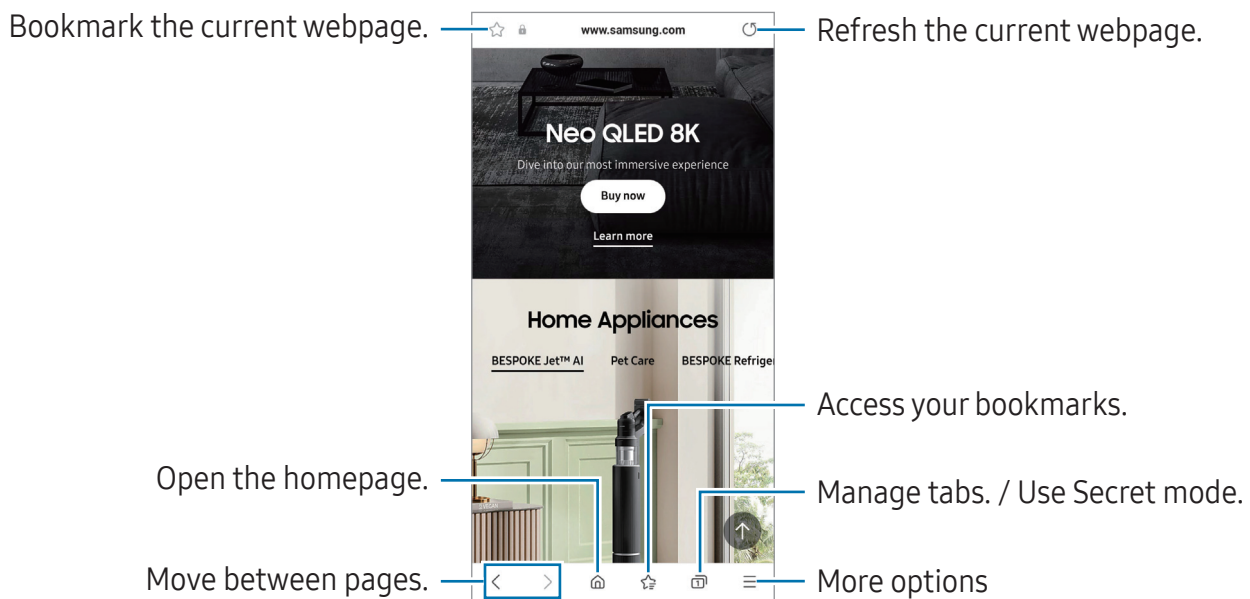 Bookmark the current webpage.
www.samsung.com
Refresh the current webpage.
Neo QLED 8K
Dive into our most immersive experience
Buy now
Learn more
Home Appliances
BESPOKE Jet™ AI Pet Care BESPOKE Refrige
Access your bookmarks.
Open the homepage.
Manage tabs. / Use Secret mode.
Move between pages.
1
More options